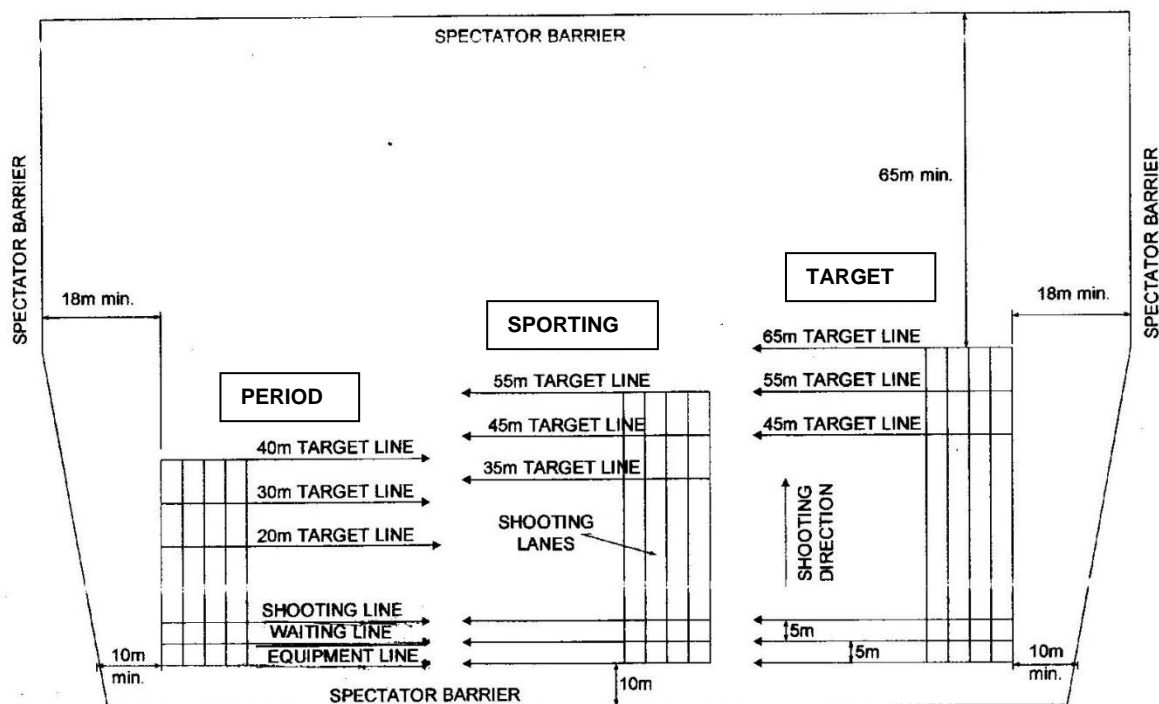 SPECTATOR BARRIER
SPECTATOR BARRIER
SPECTATOR BARRIER
65m min.
18m min.
18m min.
TARGET
SPORTING
PERIOD
65m TARGET LINE
55m TARGET LINE
45m TARGET LINE
55m TARGET LINE
45m TARGET LINE
35m TARGET LINE
40m TARGET LINE
30m TARGET LINE
20m TARGET LINE
SHOOTING
LANES
SHOOTING
DIRECTION
SHOOTING LINE
WAITING LINE
EQUIPMENT LINE
5m
5m
10m
min.
10m
min.
10m
SPECTATOR BARRIER